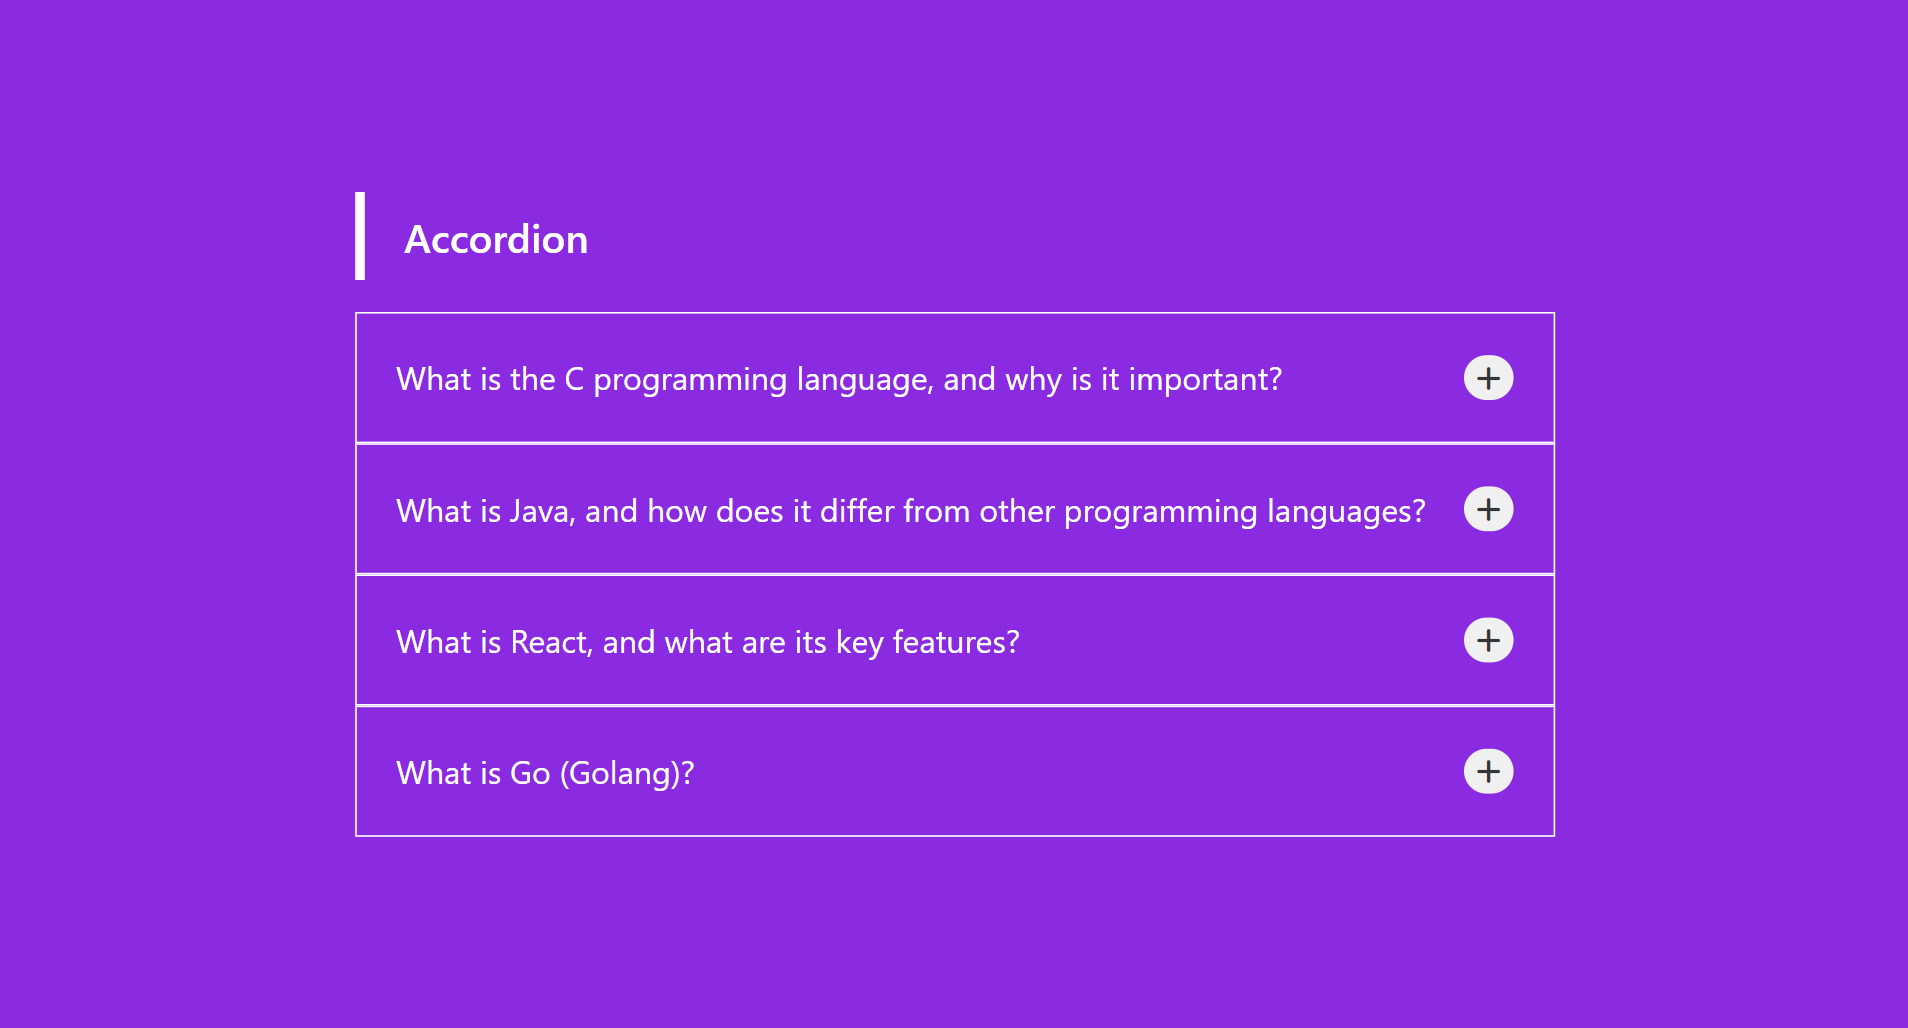 Accordion
What is the C programming language, and why is it important?
What is Java, and how does it differ from other programming languages?
What is React, and what are its key features?
What is Go (Golang)?